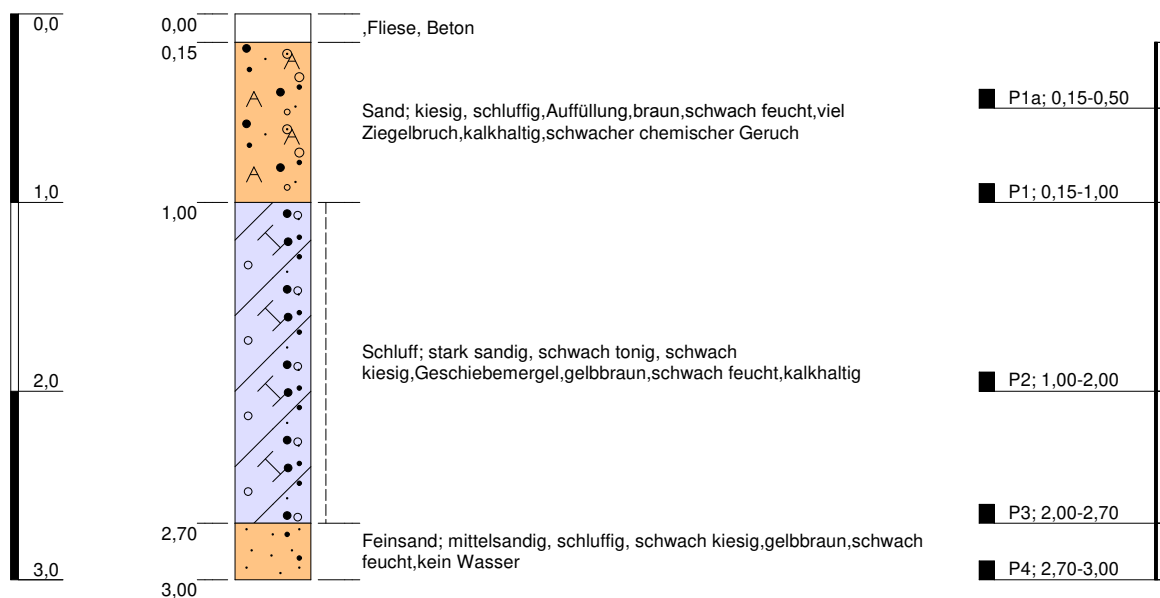 0,0
0,00
,Fliese, Beton
0,15
Sand; kiesig, schluffig,Auffüllung,braun,schwach feucht,viel
Ziegelbruch,kalkhaltig,schwacher chemischer Geruch
A
A
A
A
P1a; 0,15-0,50
1,0
1,00
P1; 0,15-1,00
Schluff; stark sandig, schwach tonig, schwach
kiesig,Geschiebemergel,gelbbraun,schwach feucht,kalkhaltig
2,0
P2; 1,00-2,00
2,70
P3; 2,00-2,70
Feinsand; mittelsandig, schluffig, schwach kiesig,gelbbraun,schwach
feucht,kein Wasser
3,0
3,00
P4; 2,70-3,00